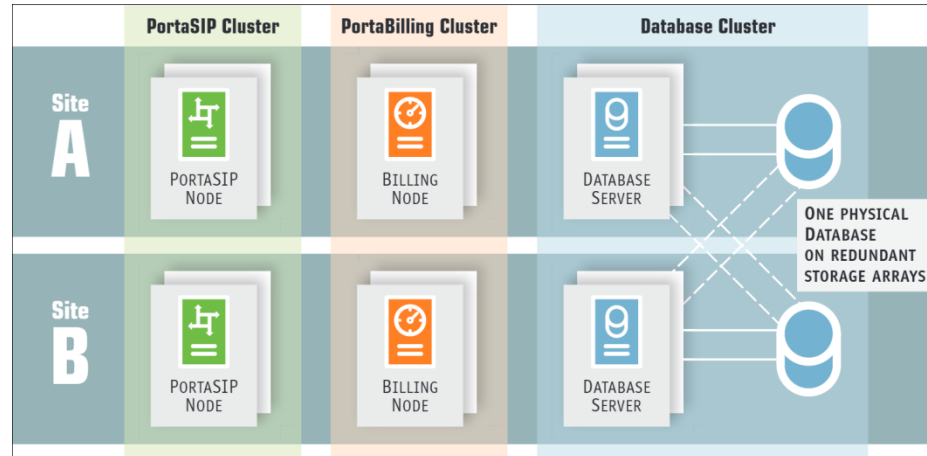 PortaSIP Cluster
PortaBilling Cluster
Database Cluster
Site
A
PORTASIP
NODE
BILLING
NODE
DATABASE
SERVER
ONE PHYSICAL
DATABASE
ON REDUNDANT
STORAGE ARRAYS
Site
B
PORTASIP
NODE
BILLING
NODE
DATABASE
SERVER